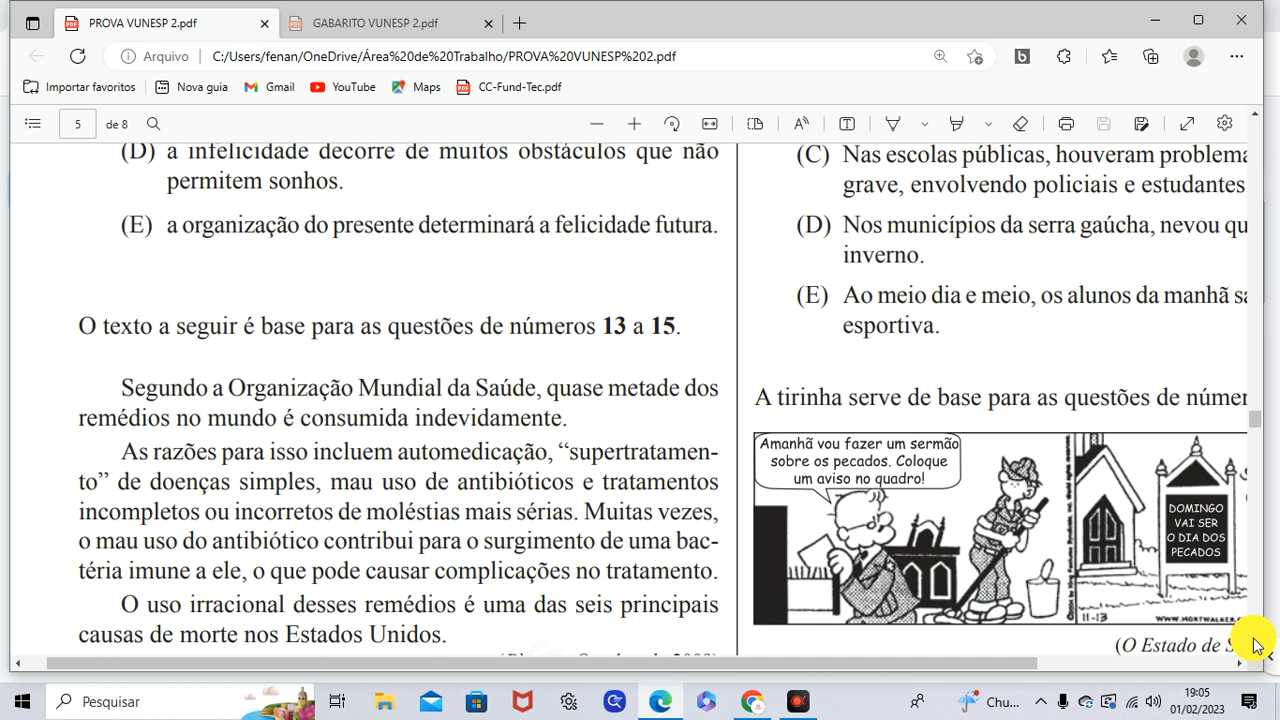 PROVA VUNESP 2.pdf
GABARITO VUNESP 2.pdf
Arquivo
C:/Users/fenan/OneDrive/Área%20de%20Trabalho/PROVA%20VUNESP%202.pdf
Importar favoritos
Nova guia
Gmail
YouTube
Maps
CC-Fund-Tec.pdf
5
de 8
(D) a infelicidade decorre de muitos obstáculos que não
permitem sonhos.
(E) a organização do presente determinará a felicidade futura.
O texto a seguir é base para as questões de números 13 a 15.
Segundo a Organização Mundial da Saúde, quase metade dos
remédios no mundo é consumida indevidamente.
As razões para isso incluem automedicação, “supertratamen-
to” de doenças simples, mau uso de antibióticos e tratamentos
incompletos ou incorretos de moléstias mais sérias. Muitas vezes,
o mau uso do antibiótico contribui para o surgimento de uma bac-
téria imune a ele, o que pode causar complicações no tratamento.
O uso irracional desses remédios é uma das seis principais
causas de morte nos Estados Unidos.
(C) Nas escolas públicas, houveram problema
grave, envolvendo policiais e estudantes
(D) Nos municípios da serra gaúcha, nevou qu
inverno.
(E) Ao meio dia e meio, os alunos da manhã sa
esportiva.
A tirinha serve de base para as questões de númer
Amanhã vou fazer um sermão
sobre os pecados. Coloque
um aviso no quadro!
DOMINGO
VAI SER
O DIA DOS
PECADOS
11-13
WWW.MORTWALKER.
(O Estado de S
Pesquisar
Chu...
19:05
01/02/2023